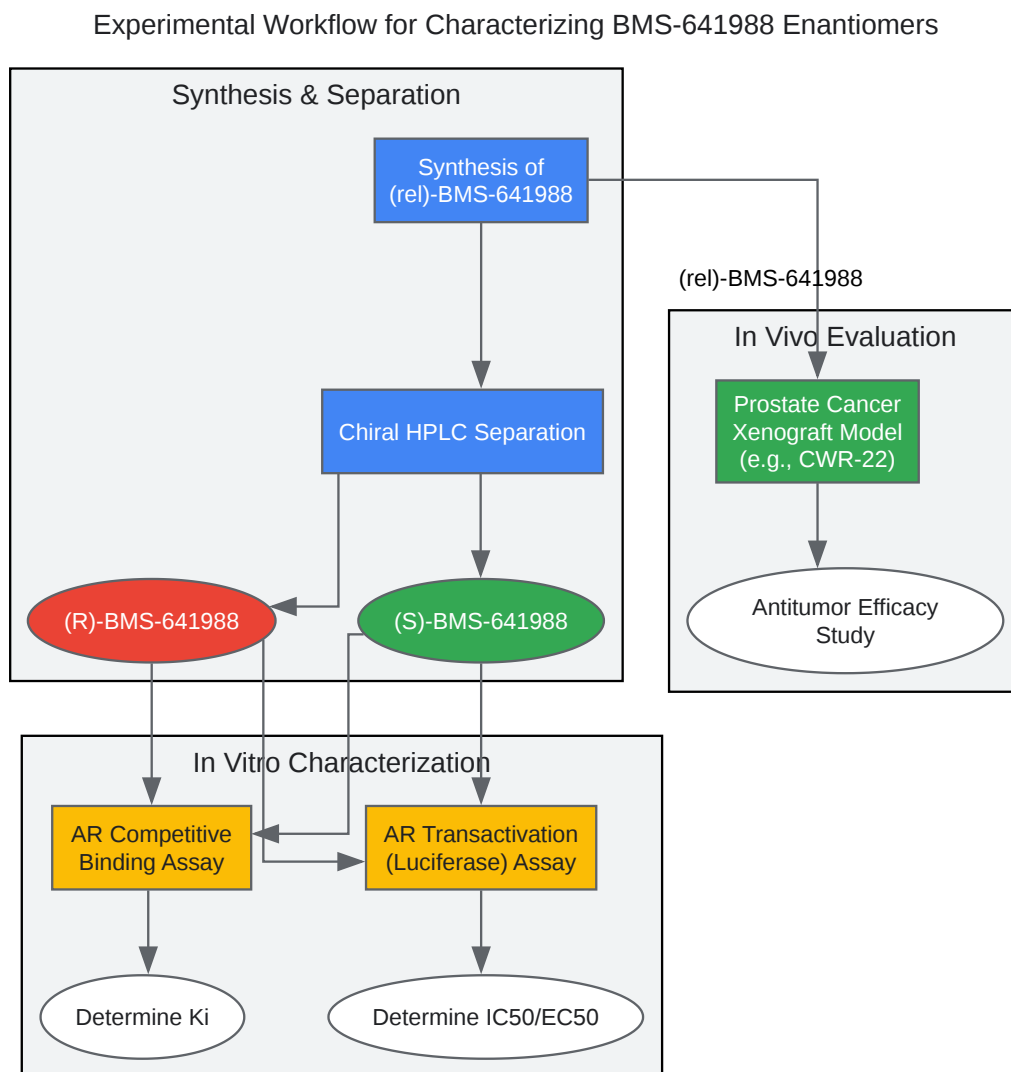 Experimental Workflow for Characterizing BMS-641988 Enantiomers
Synthesis & Separation
Synthesis of
(rel)-BMS-641988
(rel)-BMS-641988
In Vivo Evaluation
Prostate Cancer
Xenograft Model
(e.g., CWR-22)
Chiral HPLC Separation
(R)-BMS-641988
(S)-BMS-641988
Antitumor Efficacy
Study
In Vitro Characterization
AR Competitive
Binding Assay
AR Transactivation
(Luciferase) Assay
Determine Ki
Determine IC50/EC50